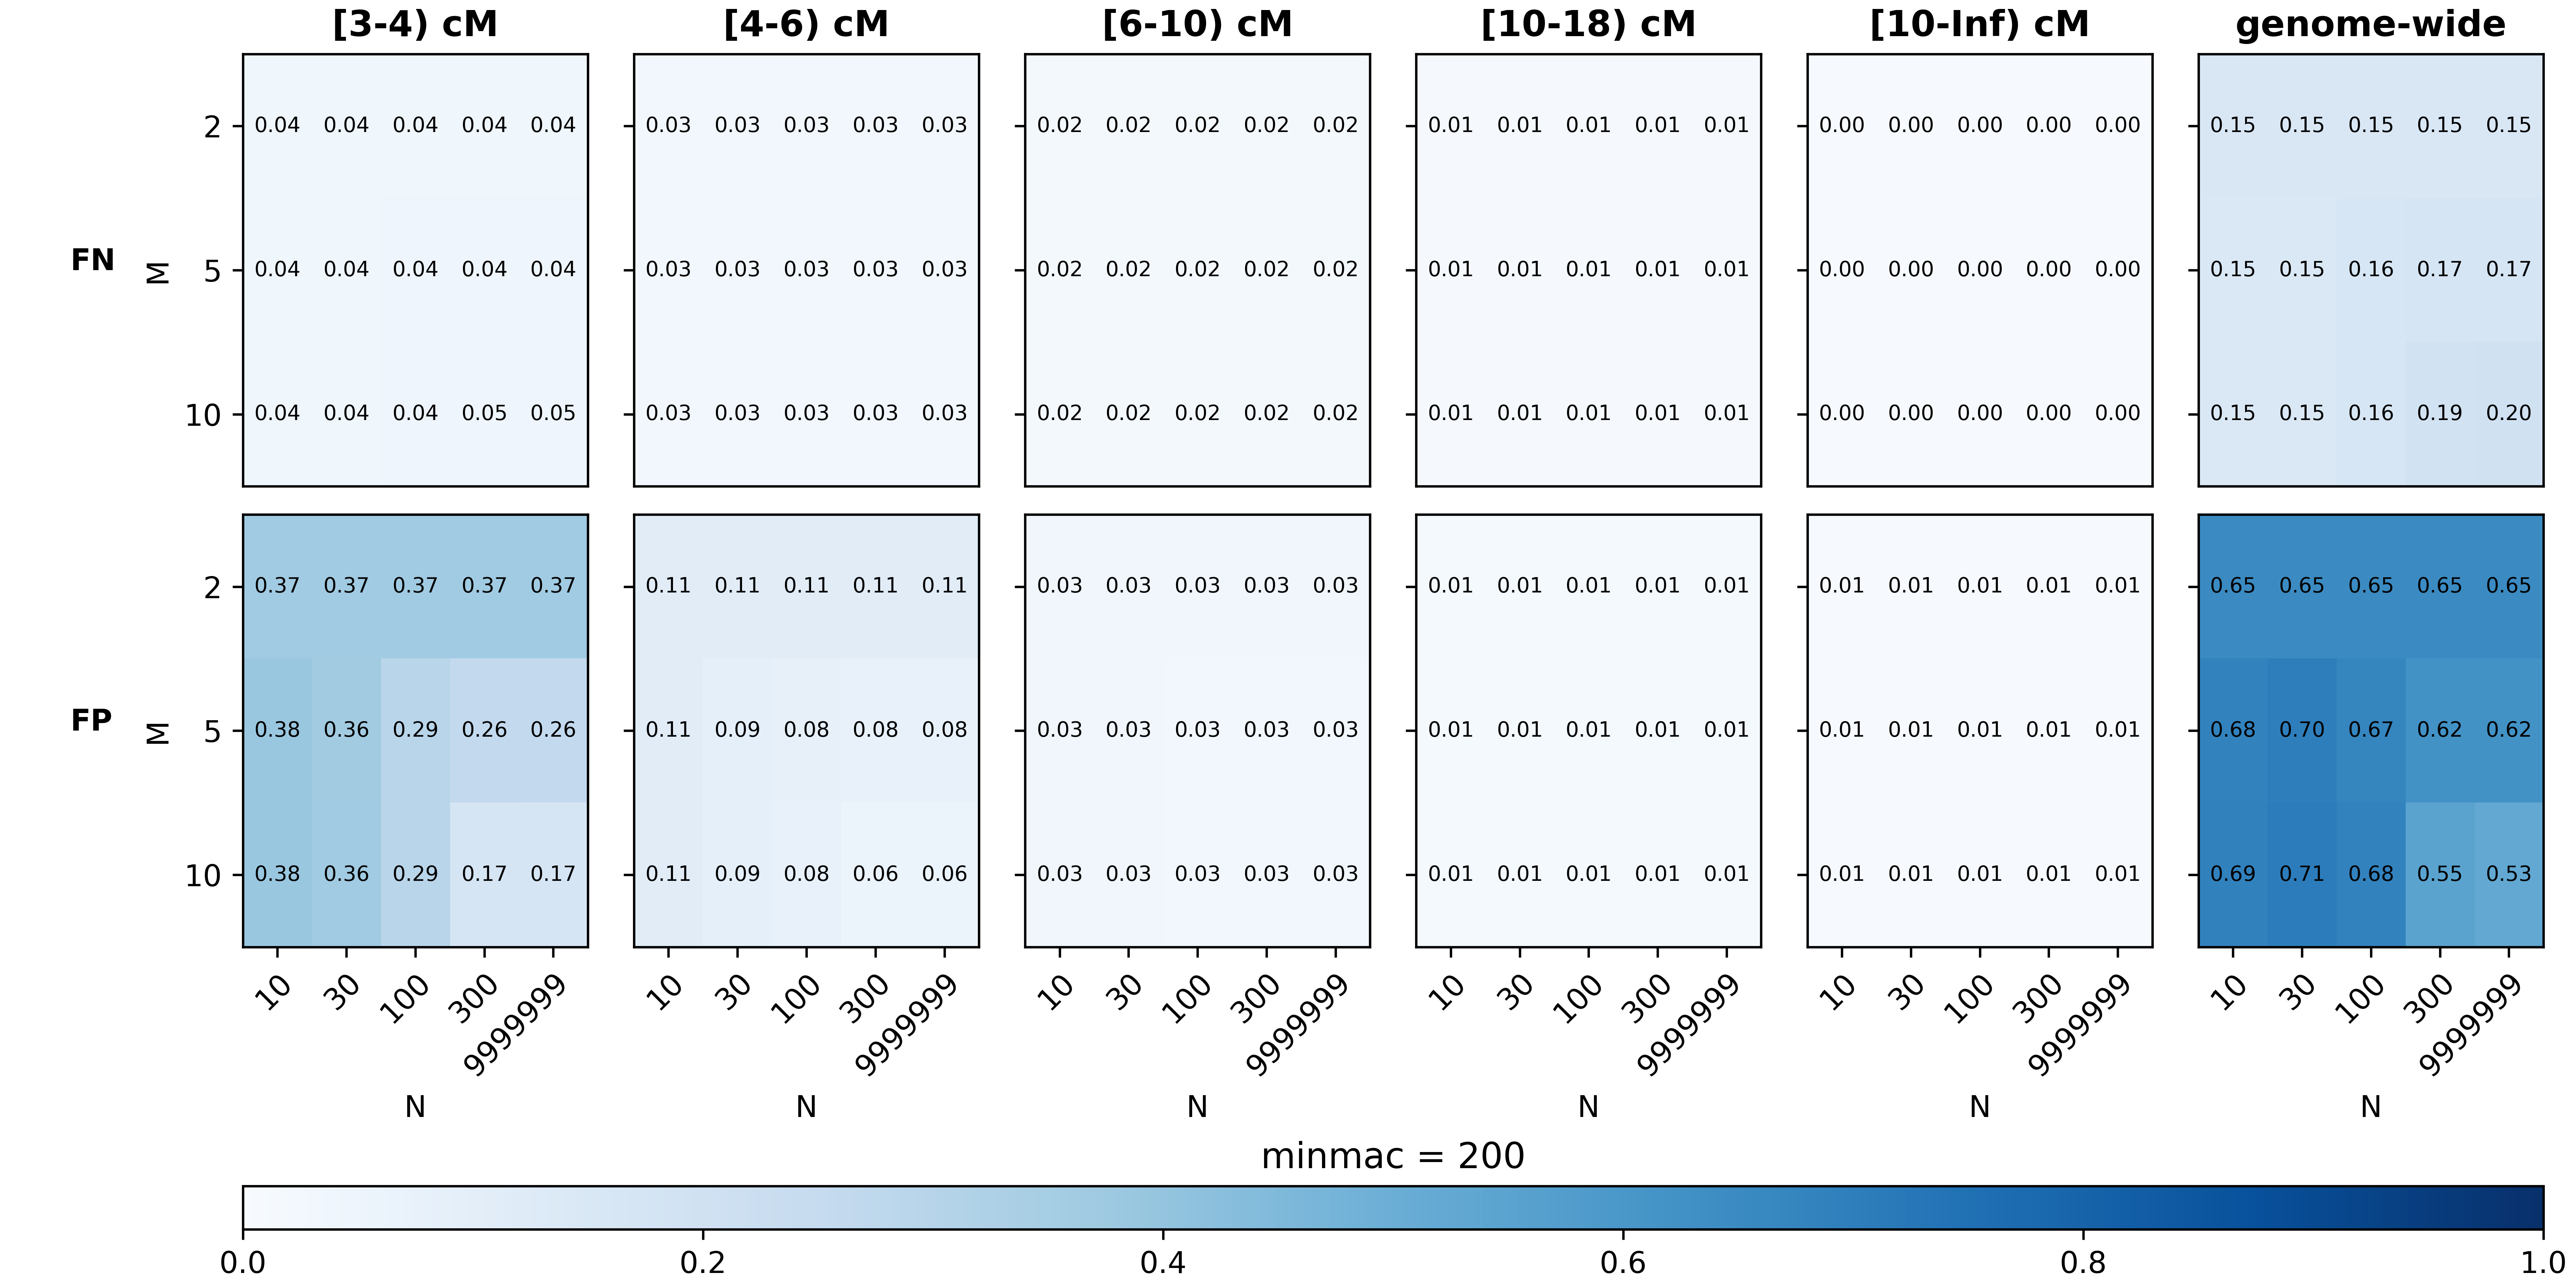 [3-4) cM [4-6) cM [6-10) cM [10-18) cM [10-Inf) cM genome-wide
2 0.04 0.04 0.04 0.04 0.04 0.03 0.03 0.03 0.03 0.03 0.02 0.02 0.02 0.02 0.02 0.01 0.01 0.01 0.01 0.01 0.00 0.00 0.00 0.00 0.00 0.15 0.15 0.15 0.15 0.15
FN M 5 0.04 0.04 0.04 0.04 0.04 0.03 0.03 0.03 0.03 0.03 0.02 0.02 0.02 0.02 0.02 0.01 0.01 0.01 0.01 0.01 0.00 0.00 0.00 0.00 0.00 0.15 0.15 0.16 0.17 0.17
10 0.04 0.04 0.04 0.05 0.05 0.03 0.03 0.03 0.03 0.03 0.02 0.02 0.02 0.02 0.02 0.01 0.01 0.01 0.01 0.01 0.00 0.00 0.00 0.00 0.00 0.15 0.15 0.16 0.19 0.20
2 0.37 0.37 0.37 0.37 0.37 0.11 0.11 0.11 0.11 0.11 0.03 0.03 0.03 0.03 0.03 0.01 0.01 0.01 0.01 0.01 0.01 0.01 0.01 0.01 0.01 0.65 0.65 0.65 0.65 0.65
FP M 5 0.38 0.36 0.29 0.26 0.26 0.11 0.09 0.08 0.08 0.08 0.03 0.03 0.03 0.03 0.03 0.01 0.01 0.01 0.01 0.01 0.01 0.01 0.01 0.01 0.01 0.68 0.70 0.67 0.62 0.62
10 0.38 0.36 0.29 0.17 0.17 0.11 0.09 0.08 0.06 0.06 0.03 0.03 0.03 0.03 0.03 0.01 0.01 0.01 0.01 0.01 0.01 0.01 0.01 0.01 0.01 0.69 0.71 0.68 0.55 0.53
10 30 100 300 99999999 10 30 100 300 99999999 10 30 100 300 99999999 10 30 100 300 99999999 10 30 100 300 99999999 10 30 100 300 99999999
N N N N N N
minmac = 200
0.0 0.2 0.4 0.6 0.8 1.0